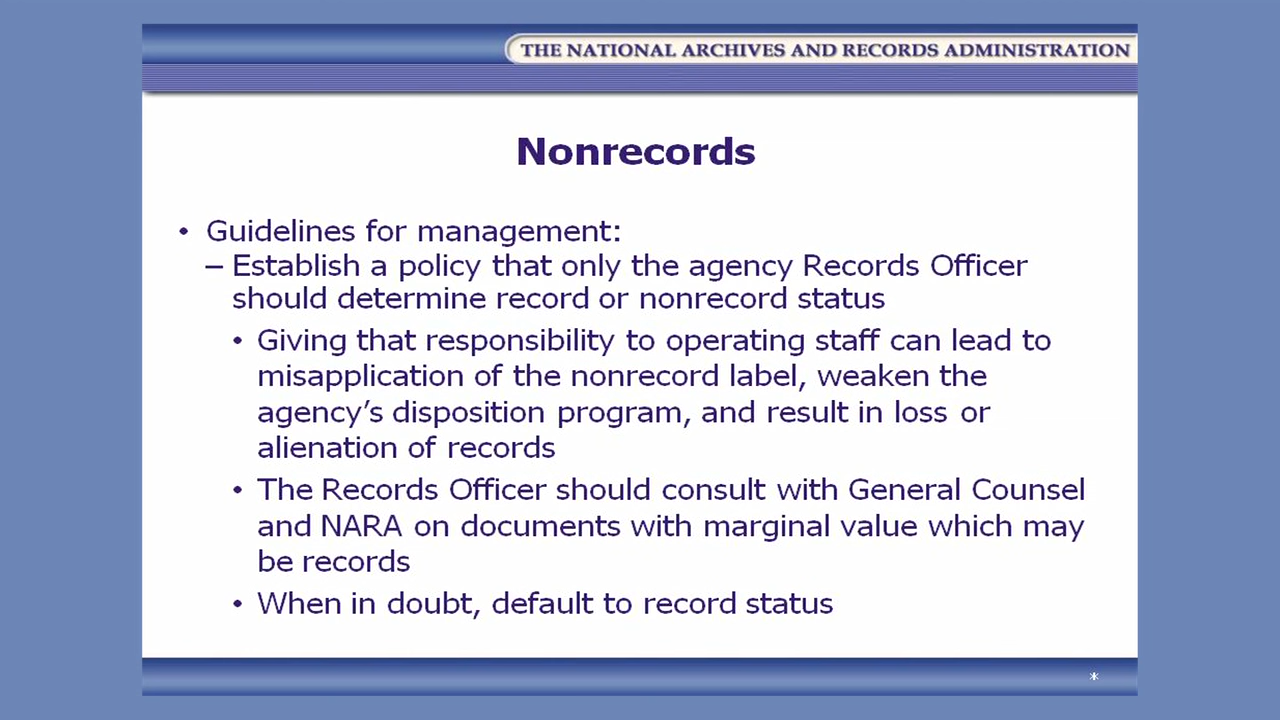 THE NATIONAL ARCHIVES AND RECORDS ADMINISTRATION
Nonrecords
• Guidelines for management:
– Establish a policy that only the agency Records Officer
should determine record or nonrecord status
• Giving that responsibility to operating staff can lead to
misapplication of the nonrecord label, weaken the
agency’s disposition program, and result in loss or
alienation of records
• The Records Officer should consult with General Counsel
and NARA on documents with marginal value which may
be records
• When in doubt, default to record status
*